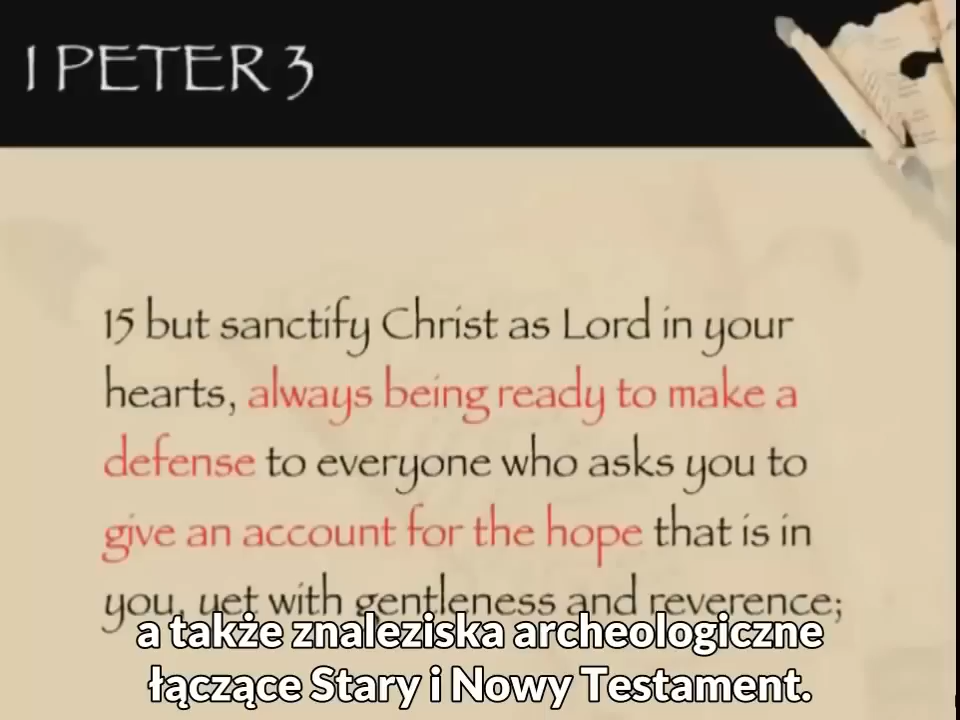 I PETER 3
15 but sanctify Christ as Lord in your
hearts, always being ready to make a
defense to everyone who asks you to
give an account for the hope that is in
you, yet with gentleness and reverence;
a także znaleziska archeologiczne
łączące Stary i Nowy Testament.